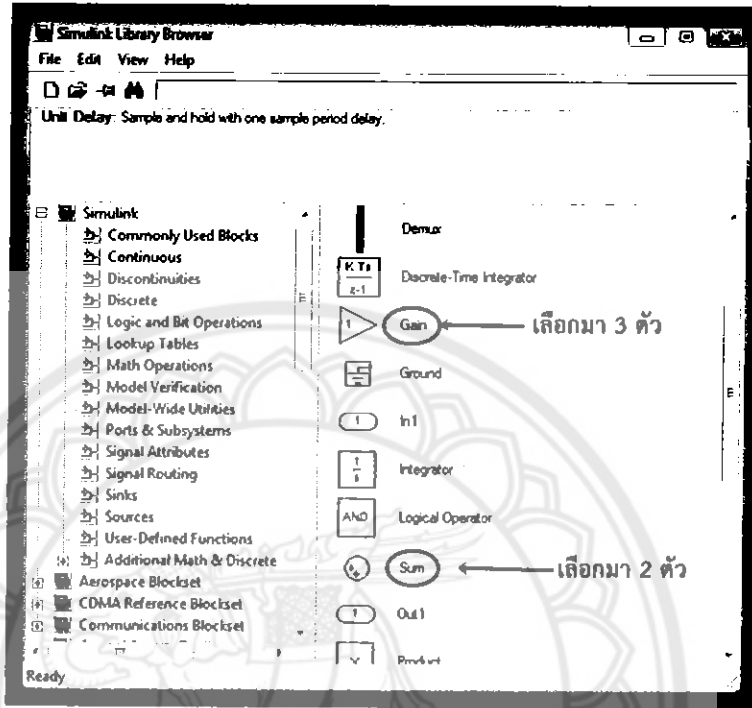 Simulink Library Browser
File Edit View Help
Unit Delay: Sample and hold with one sample period delay.
Simulink
Commonly Used Blocks
Continuous
Discontinuities
Discrete
Logic and Bit Operations
Lookup Tables
Math Operations
Model Verification
Model-Wide Utilities
Ports & Subsystems
Signal Attributes
Signal Routing
Sinks
Sources
User-Defined Functions
Additional Math & Discrete
Aerospace Blockset
CDMA Reference Blockset
Communications Blockset
Demux
K Ts
z-1
Discrete-Time Integrator
1
Gain
เลือกมา 3 ตัว
Ground
1
In1
1
s
Integrator
AND
Logical Operator
Sum
เลือกมา 2 ตัว
1
Out1
Product
Ready